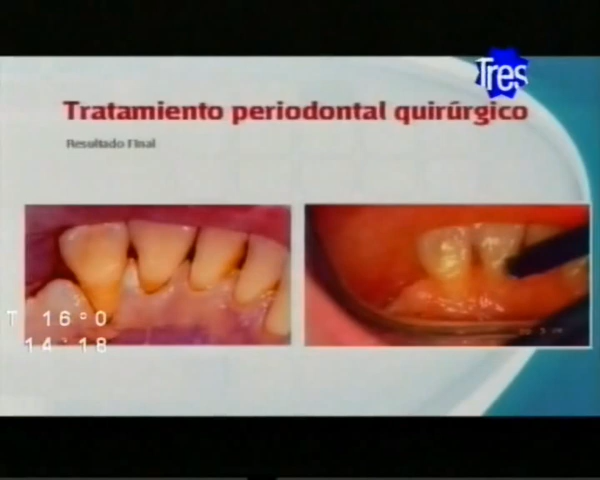 Tres
Tratamiento periodontal quirúrgico
Resultado Final
T 16°0
14 18